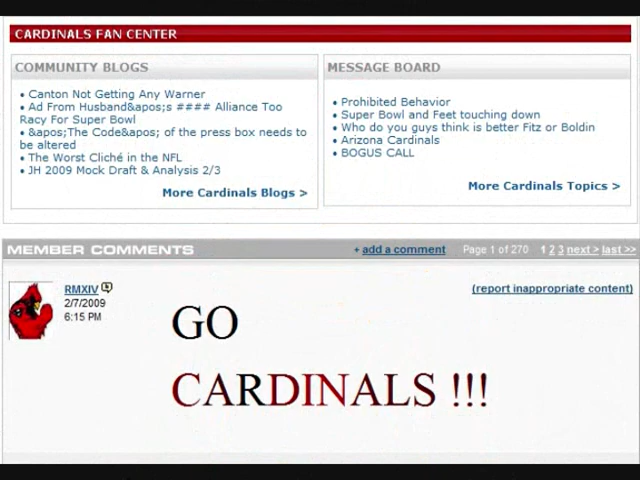 CARDINALS FAN CENTER
COMMUNITY BLOGS
• Canton Not Getting Any Warner
• Ad From Husband&apos;s #### Alliance Too
Racy For Super Bowl
• &apos;The Code&apos; of the press box needs to
be altered
• The Worst Cliché in the NFL
• JH 2009 Mock Draft & Analysis 2/3
More Cardinals Blogs >
MESSAGE BOARD
• Prohibited Behavior
• Super Bowl and Feet touching down
• Who do you guys think is better Fitz or Boldin
• Arizona Cardinals
• BOGUS CALL
More Cardinals Topics >
MEMBER COMMENTS
+ add a comment Page 1 of 270 1 2 3 next > last >>
RMXIV
2/7/2009
6:15 PM
(report inappropriate content)
GO
CARDINALS !!!